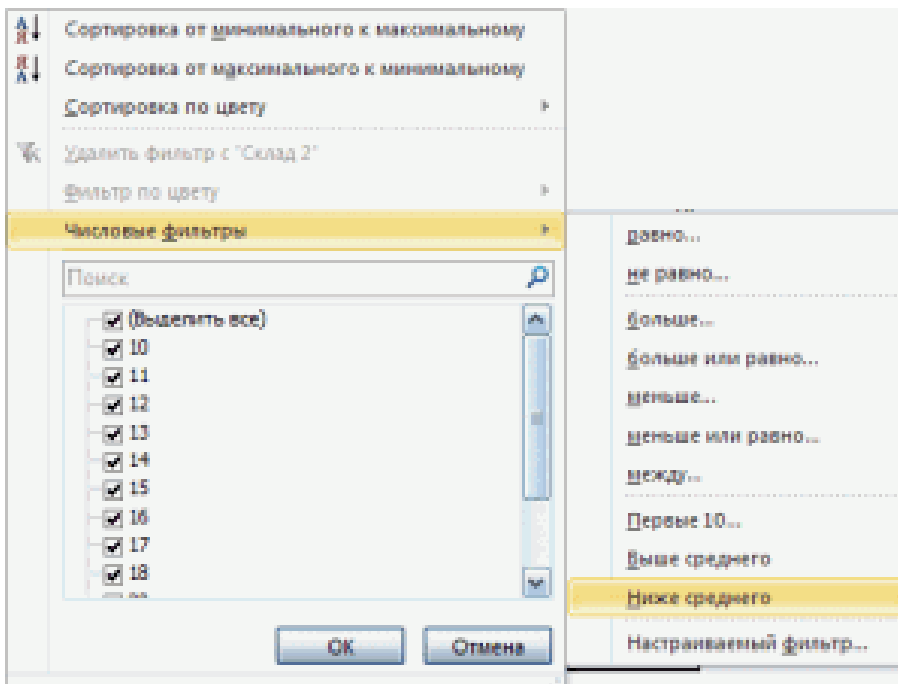 Сортировка от минимального к максимальному
Сортировка от максимального к минимальному
Сортировка по цвету
Удалить фильтр с "Склад 2"
Фильтр по цвету
Числовые фильтры
Поиск
(Выделить все)
10
11
12
13
14
15
16
17
18
ОК
Отмена
равно...
не равно...
больше...
больше или равно...
меньше...
меньше или равно...
между...
Первые 10...
Выше среднего
Ниже среднего
Настраиваемый фильтр...